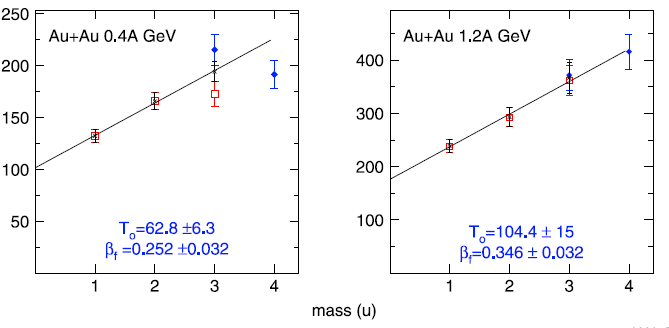 Au+Au 0.4A GeV
250
200
150
100
50
T₀=62.8 ±6.3
β_f =0.252 ±0.032
1 2 3 4
Au+Au 1.2A GeV
400
300
200
100
T₀=104.4 ± 15
β_f=0.346 ± 0.032
1 2 3 4
mass (u)